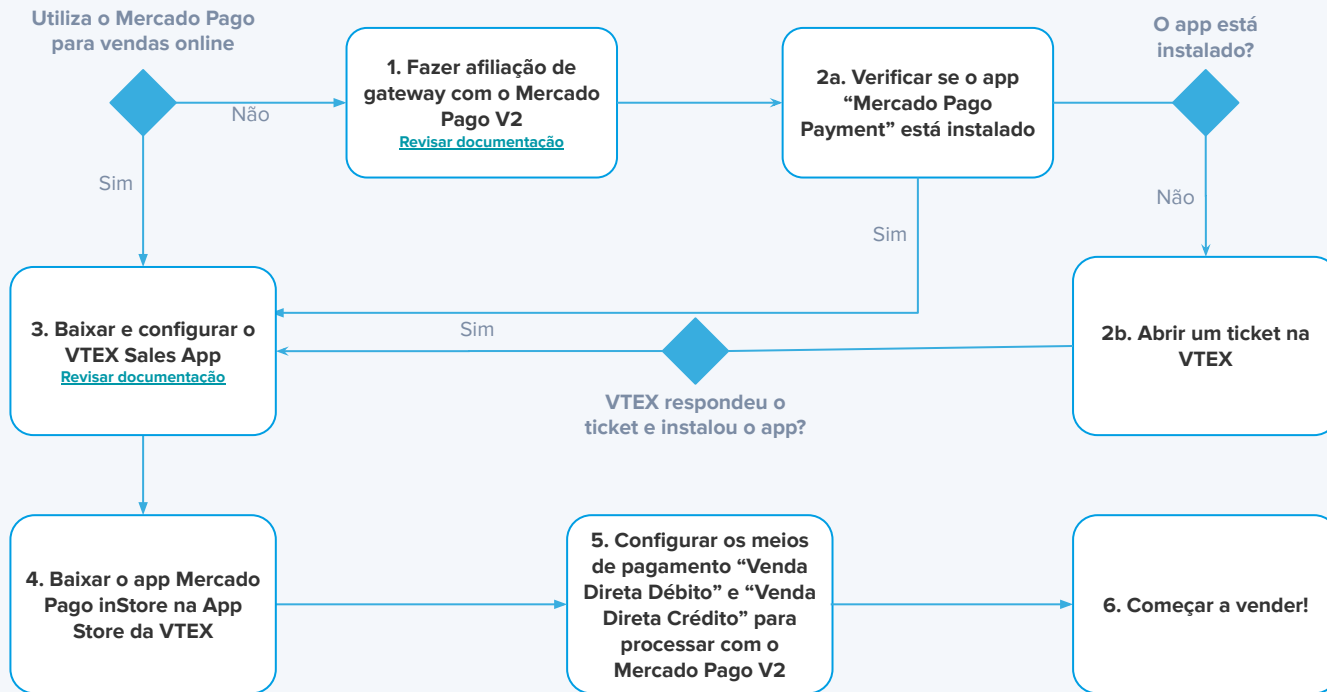 Utiliza o Mercado Pago
para vendas online
Não
Sim
1. Fazer afiliação de
gateway com o Mercado
Pago V2
Revisar documentação
2a. Verificar se o app
“Mercado Pago
Payment” está instalado
O app está
instalado?
Não
Sim
2b. Abrir um ticket na
VTEX
Sim
VTEX respondeu o
ticket e instalou o app?
3. Baixar e configurar o
VTEX Sales App
Revisar documentação
4. Baixar o app Mercado
Pago inStore na App
Store da VTEX
5. Configurar os meios
de pagamento “Venda
Direta Débito” e “Venda
Direta Crédito” para
processar com o
Mercado Pago V2
6. Começar a vender!